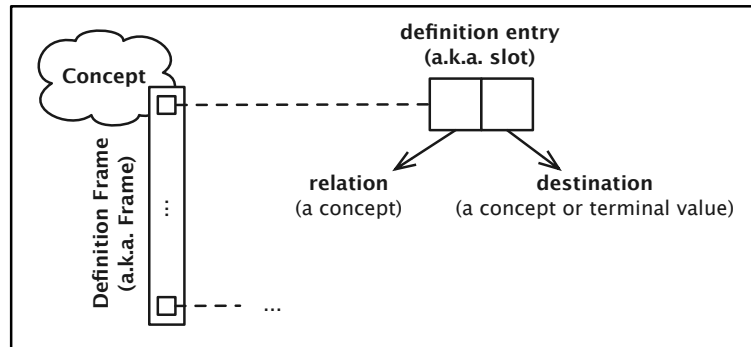 definition entry
(a.k.a. slot)
Concept
relation
(a concept)
destination
(a concept or terminal value)
Definition Frame
(a.k.a. Frame)
...
...